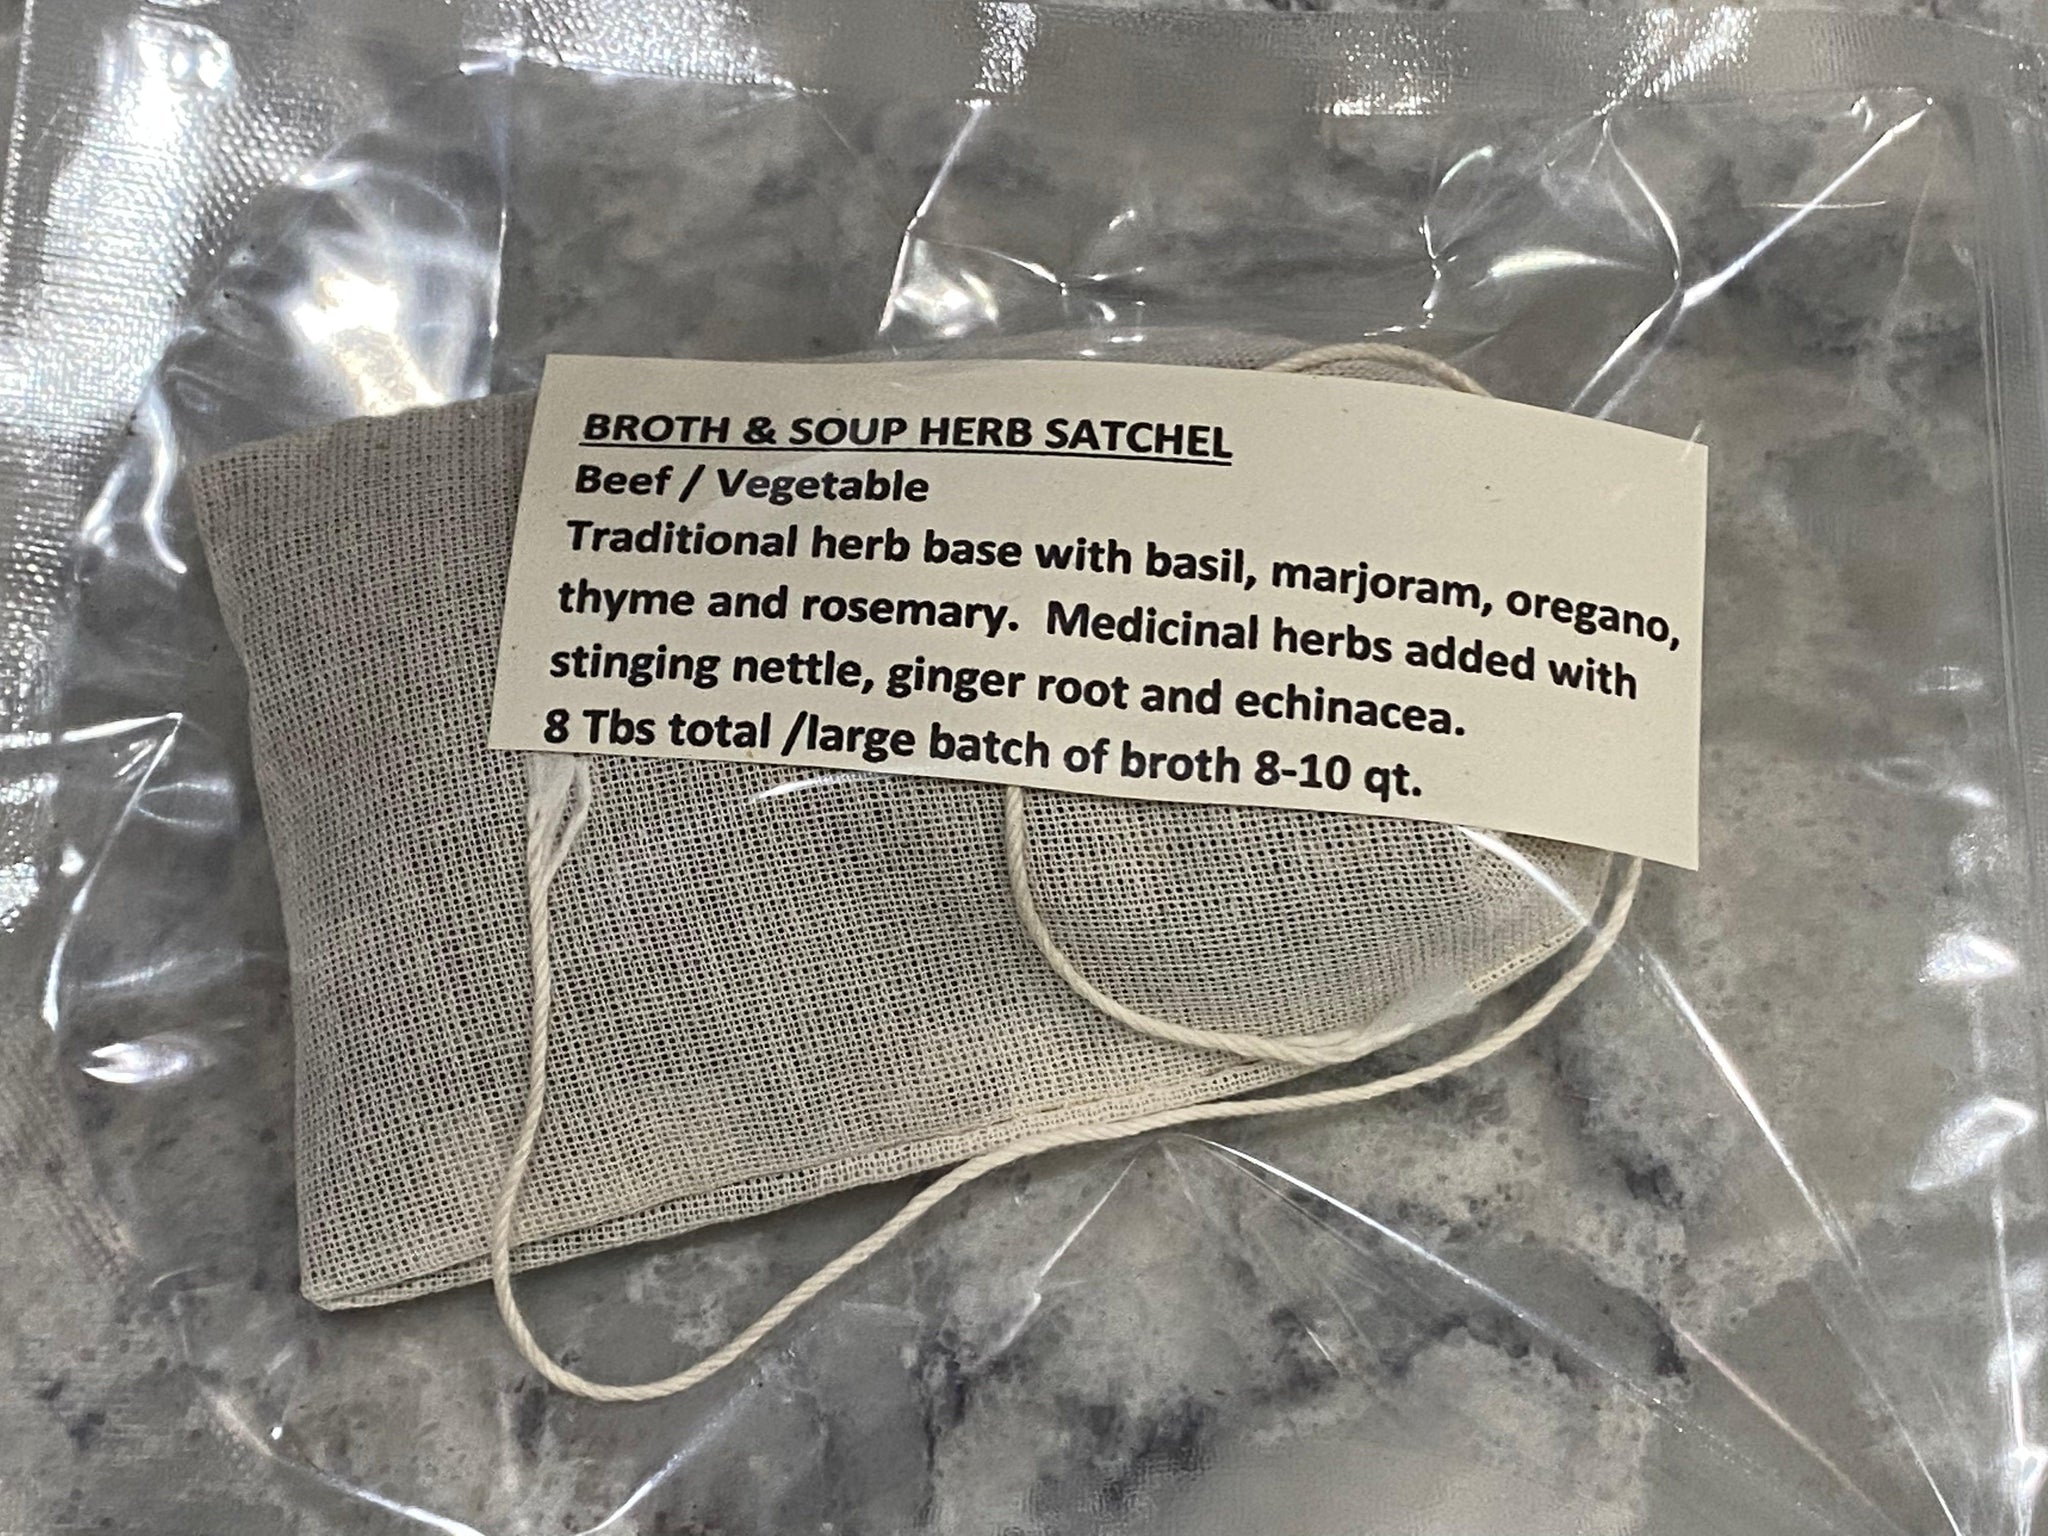 BROTH & SOUP HERB SATCHEL
Beef / Vegetable
Traditional herb base with basil, marjoram, oregano,
thyme and rosemary.  Medicinal herbs added with
stinging nettle, ginger root and echinacea.
8 Tbs total /large batch of broth 8-10 qt.